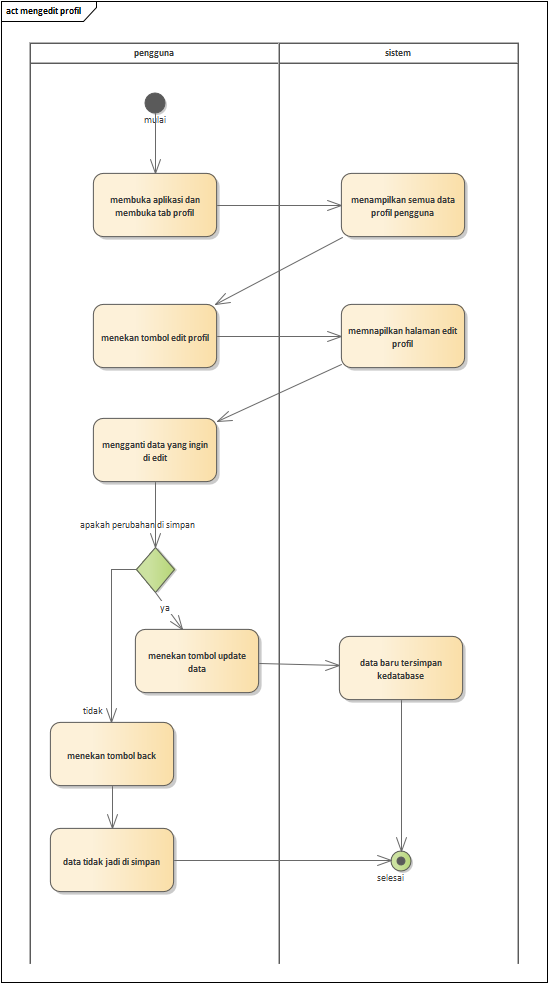 act mengedit profil
pengguna
sistem
mulai
membuka aplikasi dan
membuka tab profil
menampilkan semua data
profil pengguna
menekan tombol edit profil
memnapilkan halaman edit
profil
mengganti data yang ingin
di edit
apakah perubahan di simpan
ya
menekan tombol update
data
data baru tersimpan
kedatabase
tidak
menekan tombol back
data tidak jadi di simpan
selesai